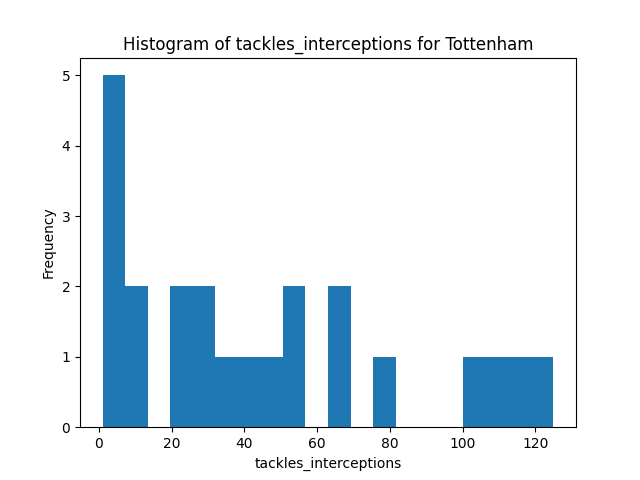 Histogram of tackles_interceptions for Tottenham
5
4
3
2
1
0
Frequency
0 20 40 60 80 100 120
tackles_interceptions